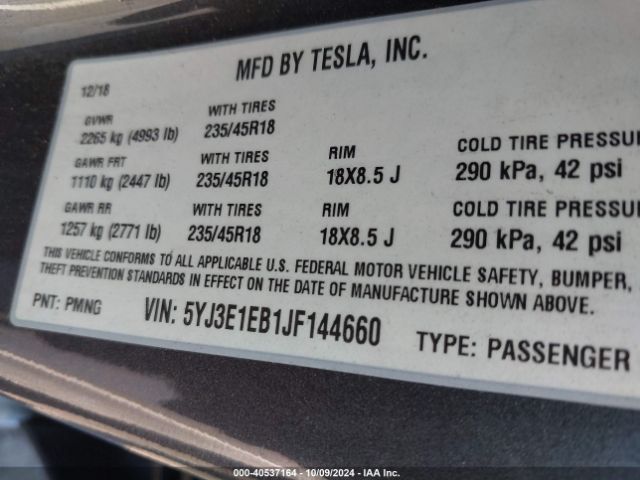 MFD BY TESLA, INC.
12/18
GVWR WITH TIRES
2265 kg (4993 lb) 235/45R18
GAWR FRT WITH TIRES RIM COLD TIRE PRESSU
1110 kg (2447 lb) 235/45R18 18X8.5 J 290 kPa, 42 psi
GAWR RR WITH TIRES RIM COLD TIRE PRESSU
1257 kg (2771 lb) 235/45R18 18X8.5 J 290 kPa, 42 psi
THIS VEHICLE CONFORMS TO ALL APPLICABLE U.S. FEDERAL MOTOR VEHICLE SAFETY, BUMPER,
THEFT PREVENTION STANDARDS IN EFFECT ON THE DATE OF MANUFACTURE SHOWN ABOVE.
PNT: PMNG VIN: 5YJ3E1EB1JF144660 TYPE: PASSENGER
000-40537164 - 10/09/2024 - IAA Inc.